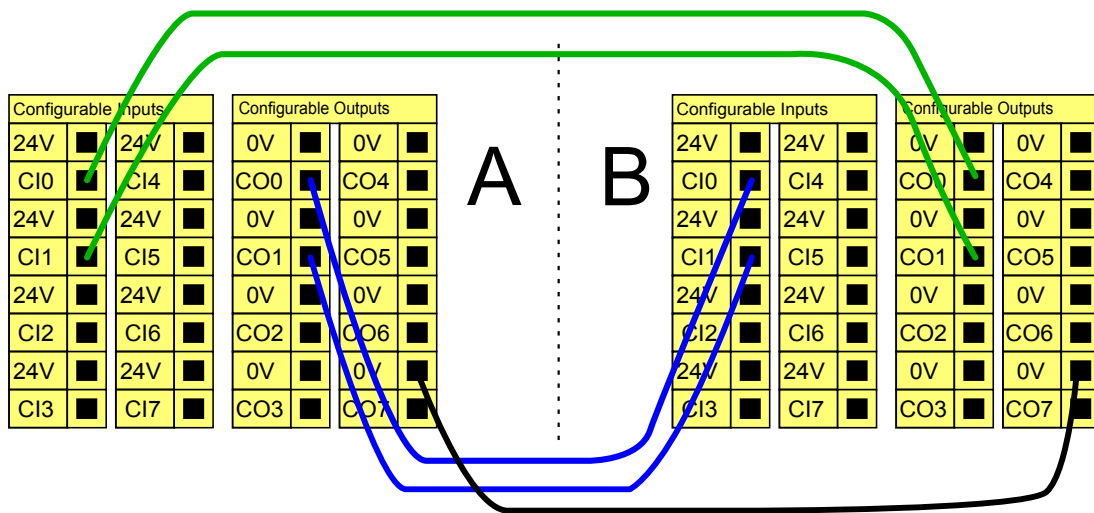 Configurable Inputs
24V 24V
CI0 CI4
24V 24V
CI1 CI5
24V 24V
CI2 CI6
24V 24V
CI3 CI7
Configurable Outputs
0V 0V
CO0 CO4
0V 0V
CO1 CO5
0V 0V
CO2 CO6
0V 0V
CO3 CO7
A
B
Configurable Inputs
24V 24V
CI0 CI4
24V 24V
CI1 CI5
24V 24V
CI2 CI6
24V 24V
CI3 CI7
Configurable Outputs
0V 0V
CO0 CO4
0V 0V
CO1 CO5
0V 0V
CO2 CO6
0V 0V
CO3 CO7